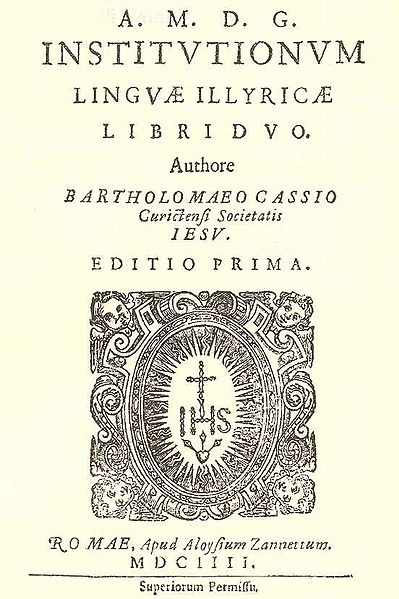 A. M. D. G.
INSTITVTIONVM
LINGVÆ ILLYRICÆ
LIBRI DVO.
Authore
BARTHOLOMAEO CASSIO
Curictensi Societatis
IESV.
EDITIO PRIMA.
IHS
ROMAE, Apud Aloysium Zannettum.
MDCIIII.
Superiorum Permissu.